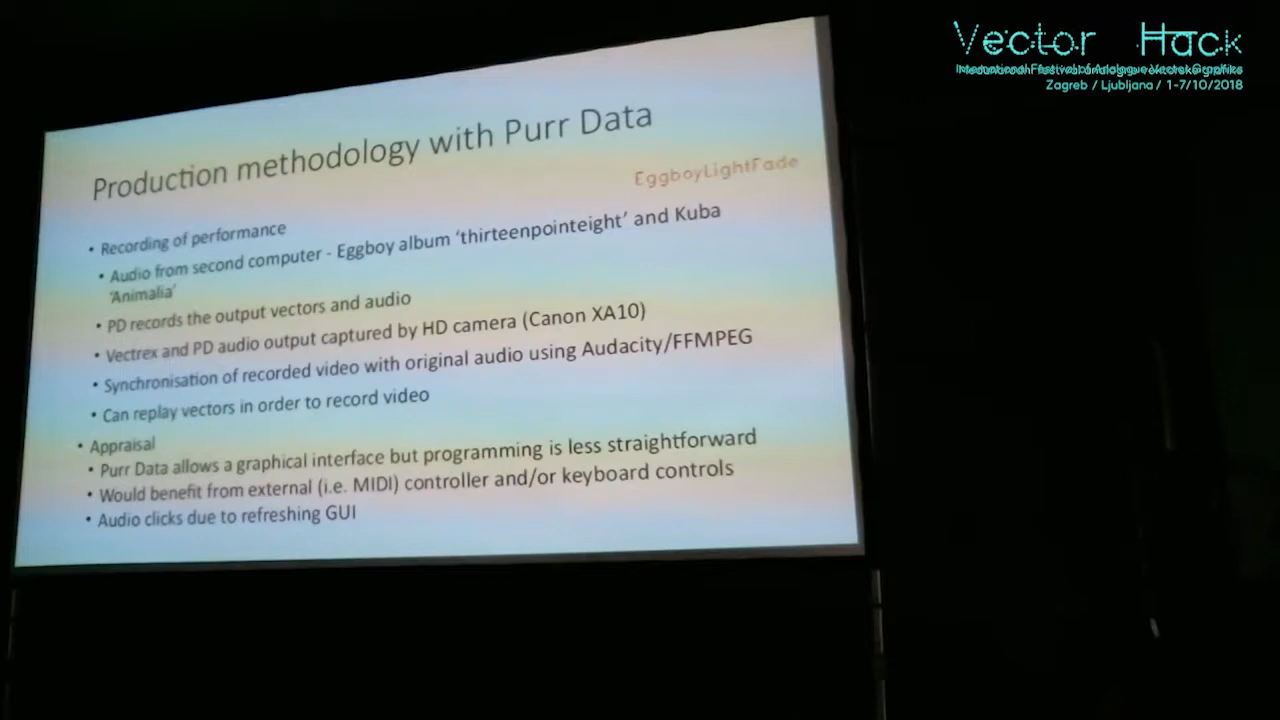 Vector Hack
Zagreb / Ljubljana / 1-7/10/2018
Production methodology with Purr Data
EggboyLightFade
• Recording of performance
• Audio from second computer - Eggboy album ‘thirteenpointeight’ and Kuba
‘Animalia’
• PD records the output vectors and audio
• Vectrex and PD audio output captured by HD camera (Canon XA10)
• Synchronisation of recorded video with original audio using Audacity/FFMPEG
• Can replay vectors in order to record video
• Appraisal
• Purr Data allows a graphical interface but programming is less straightforward
• Would benefit from external (i.e. MIDI) controller and/or keyboard controls
• Audio clicks due to refreshing GUI